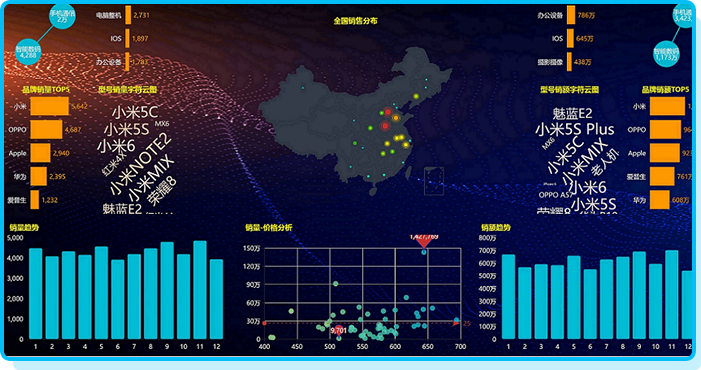 手机通信
2万
智能数码
4,288
电脑整机
2,731
IOS
1,897
办公设备
1,787
全国销售分布
办公设备
786万
IOS
645万
摄影摄像
438万
手机通
3,423.
智能数码
1,173万
品牌销量TOP5
小米
5,642
OPPO
4,687
Apple
2,940
华为
2,395
爱普生
1,232
型号销量字符云图
小米5C
小米5S
MX6
小米6
红米4X
小米NOTE2
小米MIX
荣耀8
魅蓝E2
型号销额字符云图
魅蓝E2
小米5S Plus
MX6
小米5C
小米MIX
老人机
小米6
OPPO A57
小米5S
荣耀8
品牌销额TOP5
小米
1,
OPPO
96
Apple
923
爱普生
761万
华为
608万
销量趋势
5,000
4,000
3,000
2,000
1,000
0
1 2 3 4 5 6 7 8 9 10 11 12
销量-价格分析
1,427,769
150万
120万
90万
60万
30万
0
9,701
25
400 450 500 550 600 650 700
销额趋势
800万
700万
600万
500万
400万
300万
200万
100万
0
1 2 3 4 5 6 7 8 9 10 11 12